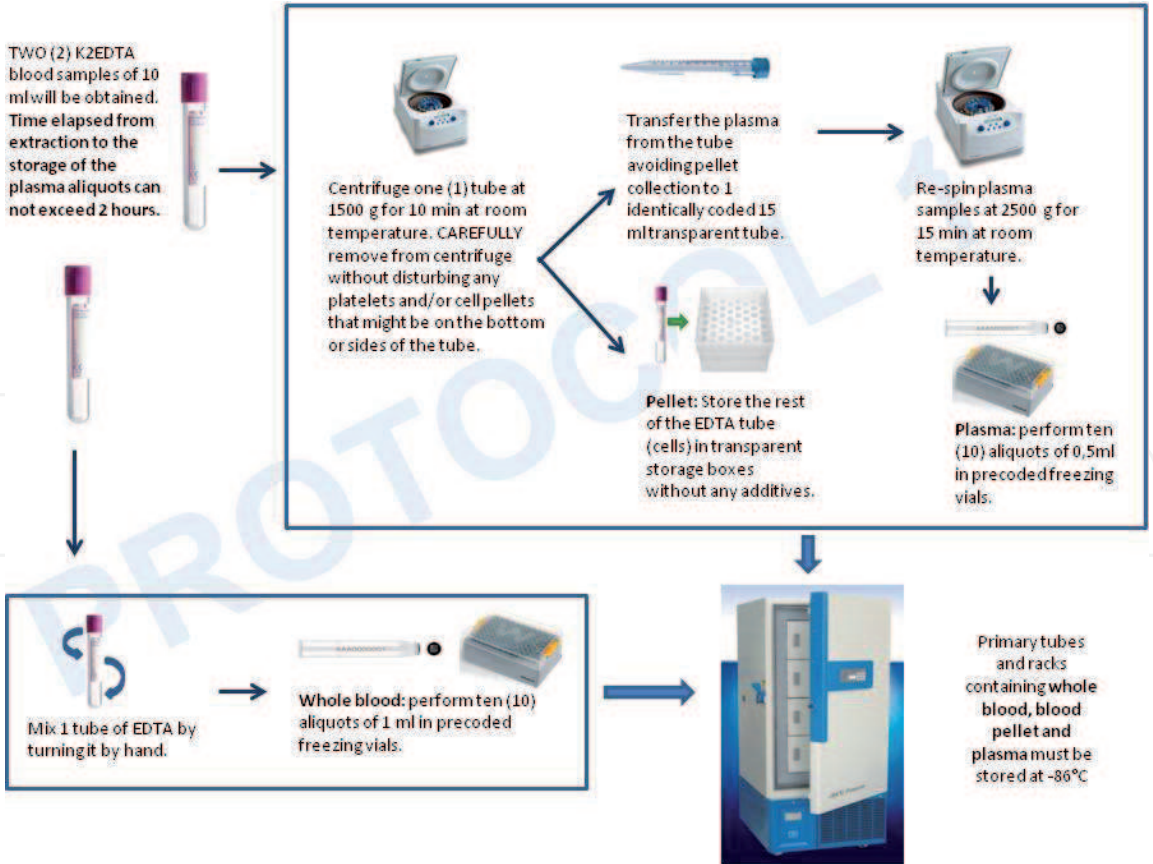 TWO (2) K2EDTA
blood samples of 10
ml will be obtained.
Time elapsed from
extraction to the
storage of the
plasma aliquots can
not exceed 2 hours.
Centrifuge one (1) tube at
1500 g for 10 min at room
temperature. CAREFULLY
remove from centrifuge
without disturbing any
platelets and/or cell pellets
that might be on the bottom
or sides of the tube.
Transfer the plasma
from the tube
avoiding pellet
collection to 1
identically coded 15
ml transparent tube.
Re-spin plasma
samples at 2500 g for
15 min at room
temperature.
Pellet: Store the rest
of the EDTA tube
(cells) in transparent
storage boxes
without any additives.
Plasma: perform ten
(10) aliquots of 0,5ml
in precoded freezing
vials.
PROTOCOL 1
Mix 1 tube of EDTA by
turning it by hand.
Whole blood: perform ten (10)
aliquots of 1 ml in precoded
freezing vials.
Primary tubes
and racks
containing whole
blood, blood
pellet and
plasma must be
stored at -86°C